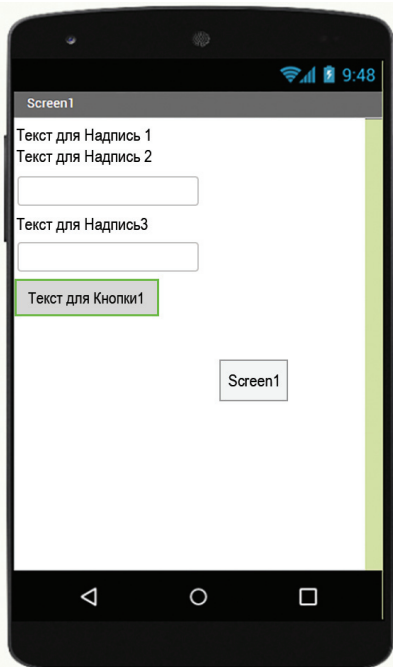 9:48
Screen1
Текст для Надпись 1
Текст для Надпись 2
Текст для Надпись3
Текст для Кнопки1
Screen1